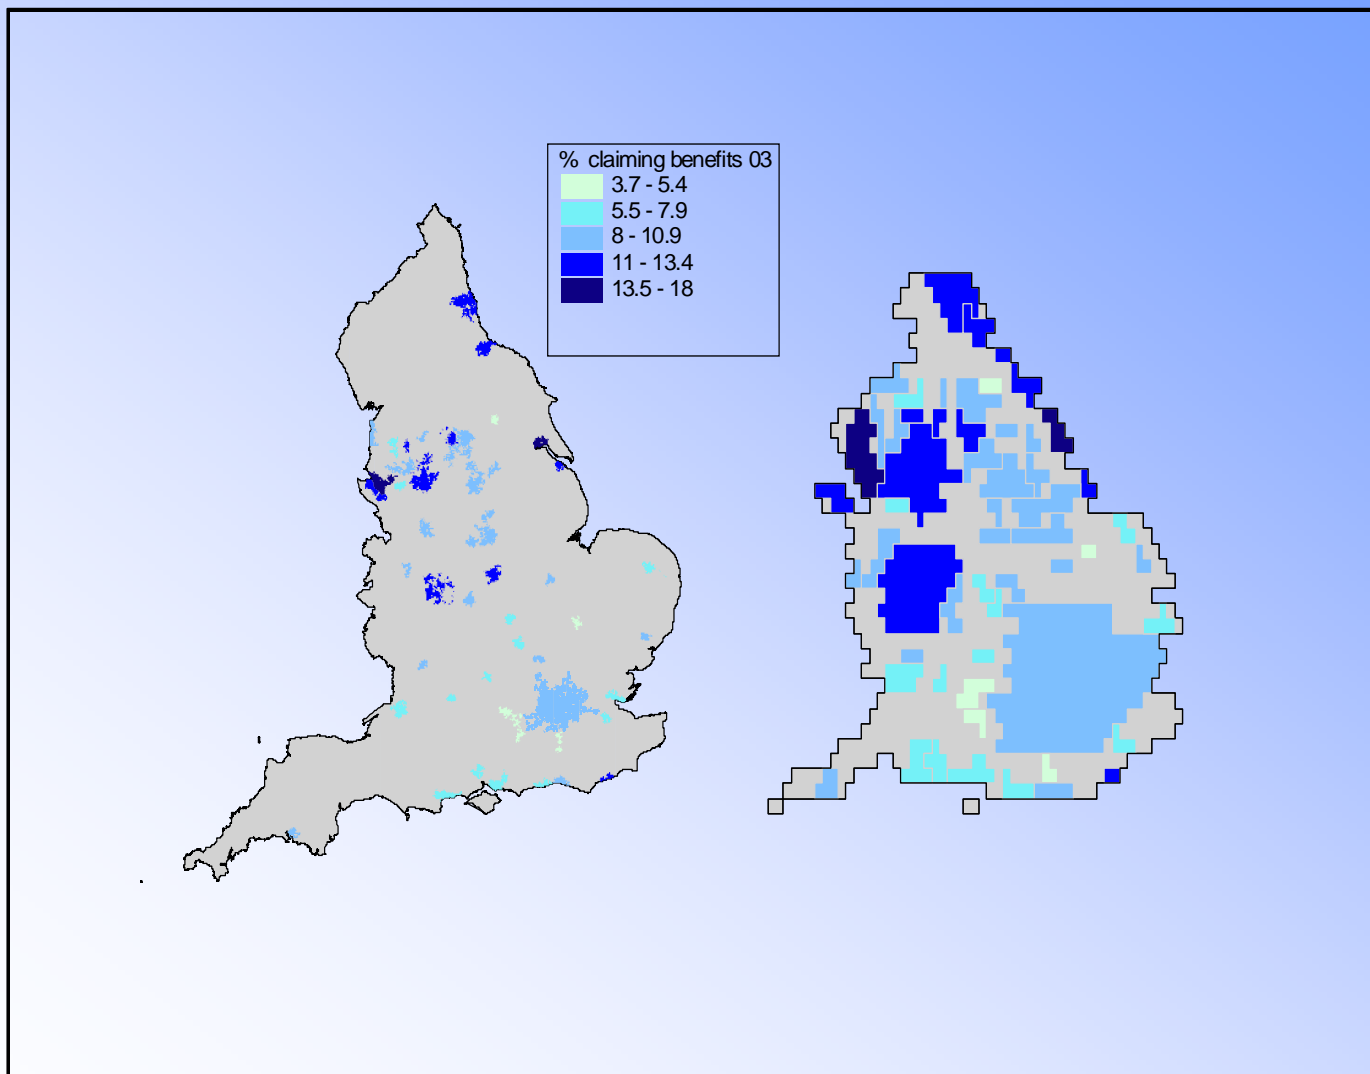 % claiming benefits 03
3.7 - 5.4
5.5 - 7.9
8 - 10.9
11 - 13.4
13.5 - 18